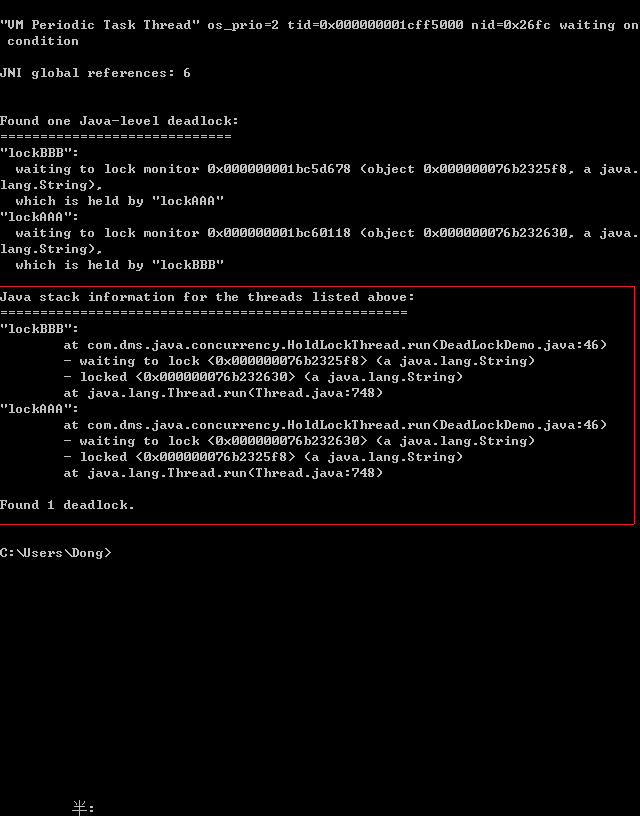 "VM Periodic Task Thread" os_prio=2 tid=0x000000001cff5000 nid=0x26fc waiting on
 condition
JNI global references: 6
Found one Java-level deadlock:
=============================
"lockBBB":
  waiting to lock monitor 0x000000001bc5d678 (object 0x000000076b2325f8, a java.
lang.String),
  which is held by "lockAAA"
"lockAAA":
  waiting to lock monitor 0x000000001bc60118 (object 0x000000076b232630, a java.
lang.String),
  which is held by "lockBBB"
Java stack information for the threads listed above:
===================================================
"lockBBB":
        at com.dms.java.concurrency.HoldLockThread.run(DeadLockDemo.java:46)
        - waiting to lock <0x000000076b2325f8> (a java.lang.String)
        - locked <0x000000076b232630> (a java.lang.String)
        at java.lang.Thread.run(Thread.java:748)
"lockAAA":
        at com.dms.java.concurrency.HoldLockThread.run(DeadLockDemo.java:46)
        - waiting to lock <0x000000076b232630> (a java.lang.String)
        - locked <0x000000076b2325f8> (a java.lang.String)
        at java.lang.Thread.run(Thread.java:748)
Found 1 deadlock.
C:\Users\Dong>
半: